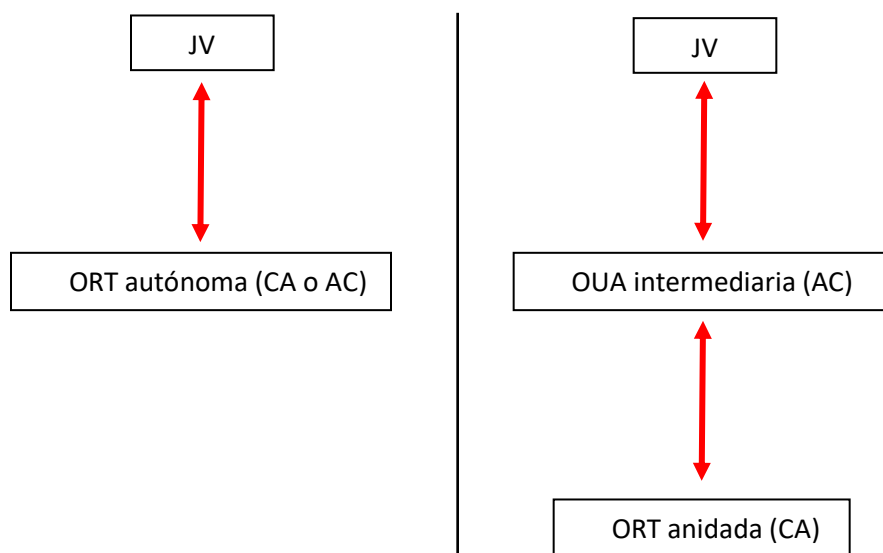 JV
ORT autónoma (CA o AC)
JV
OUA intermediaria (AC)
ORT anidada (CA)